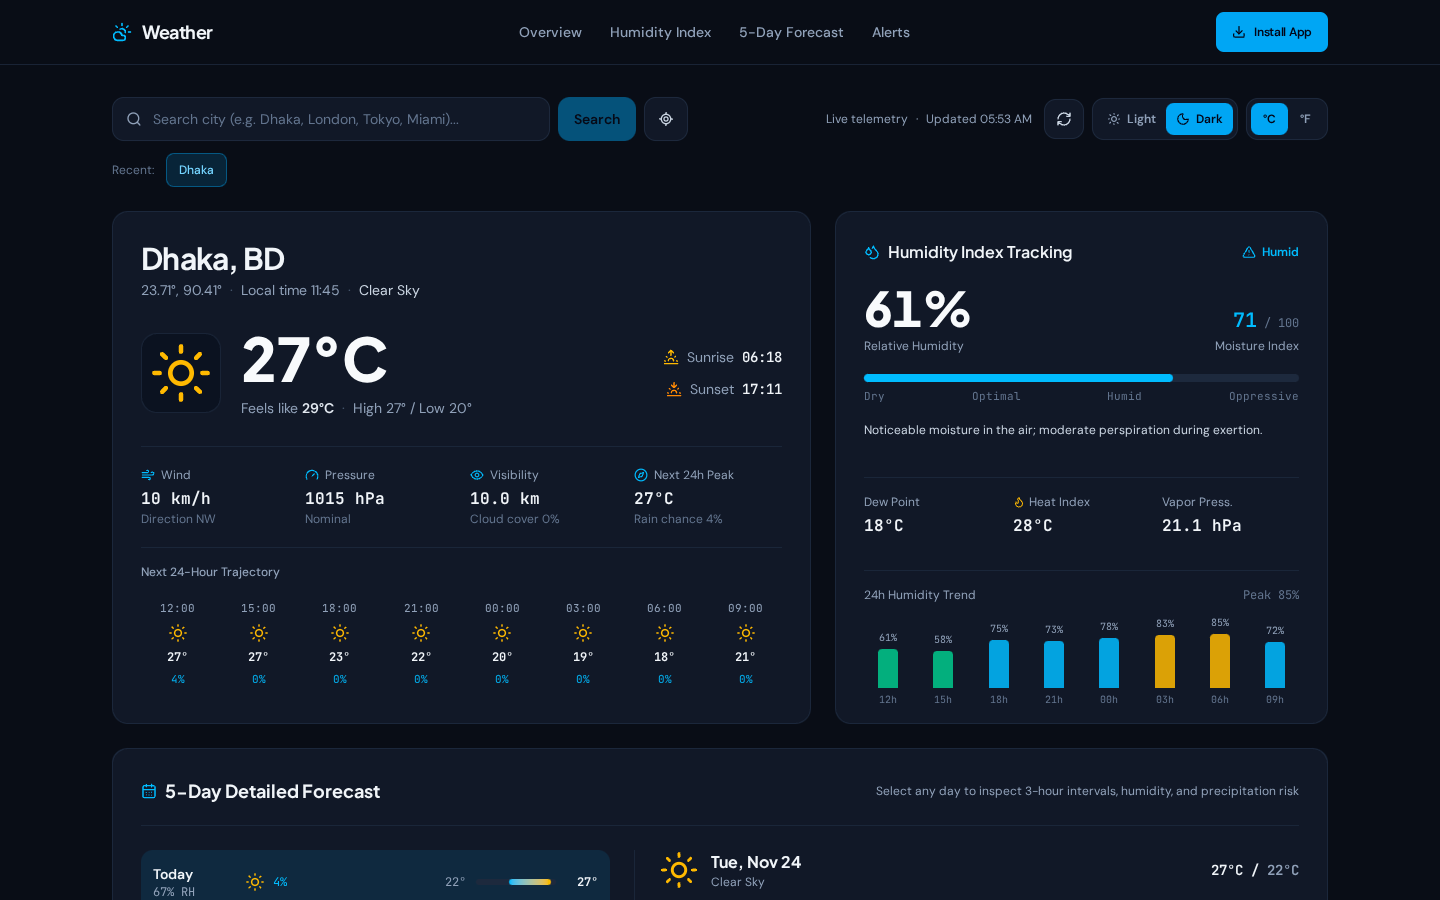 Weather
Overview Humidity Index 5-Day Forecast Alerts
Install App
Search city (e.g. Dhaka, London, Tokyo, Miami)...
Search
Live telemetry · Updated 05:53 AM
Light Dark
°C °F
Recent: Dhaka
Dhaka, BD
23.71°, 90.41° · Local time 11:45 · Clear Sky
27°C
Feels like 29°C · High 27° / Low 20°
Sunrise 06:18
Sunset 17:11
Wind Pressure Visibility Next 24h Peak
10 km/h 1015 hPa 10.0 km 27°C
Direction NW Nominal Cloud cover 0% Rain chance 4%
Next 24-Hour Trajectory
12:00 15:00 18:00 21:00 00:00 03:00 06:00 09:00
27° 27° 23° 22° 20° 19° 18° 21°
4% 0% 0% 0% 0% 0% 0% 0%
Humidity Index Tracking
Humid
61%
Relative Humidity
71 / 100
Moisture Index
Dry Optimal Humid Oppressive
Noticeable moisture in the air; moderate perspiration during exertion.
Dew Point Heat Index Vapor Press.
18°C 28°C 21.1 hPa
24h Humidity Trend Peak 85%
61% 58% 75% 73% 78% 83% 85% 72%
12h 15h 18h 21h 00h 03h 06h 09h
5-Day Detailed Forecast
Select any day to inspect 3-hour intervals, humidity, and precipitation risk
Today
67% RH
4% 22° 27°
Tue, Nov 24
Clear Sky
27°C / 22°C